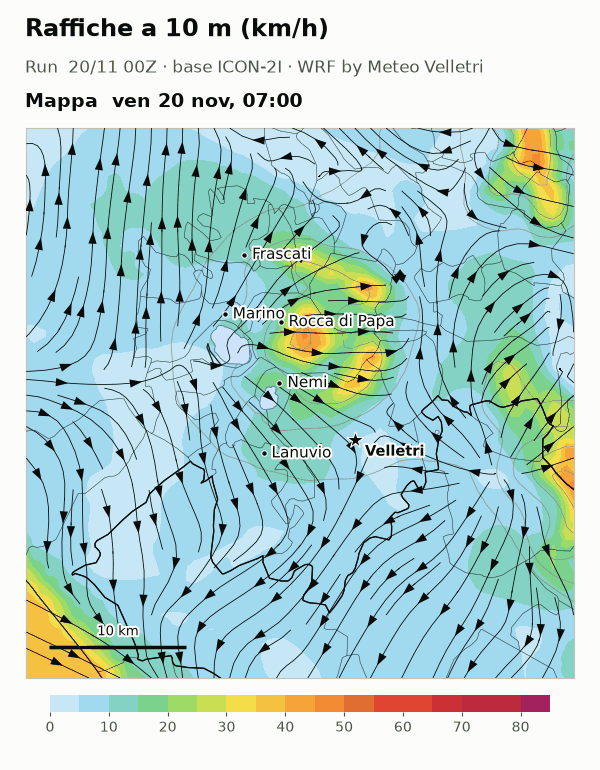 Raffiche a 10 m (km/h)
Run  20/11 00Z · base ICON-2I · WRF by Meteo Velletri
Mappa  ven 20 nov, 07:00
Frascati
Marino
Rocca di Papa
Nemi
Velletri
Lanuvio
10 km
0 10 20 30 40 50 60 70 80